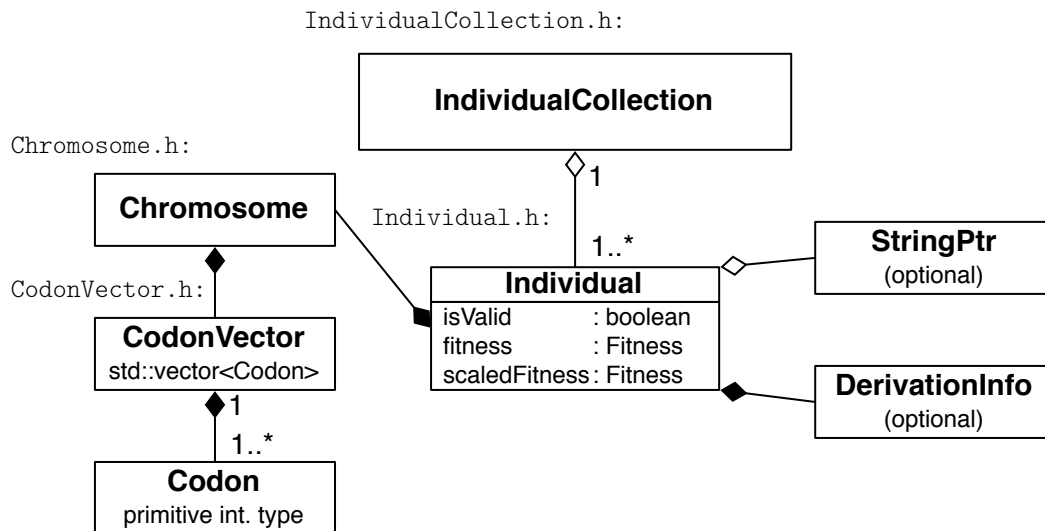 IndividualCollection.h:
IndividualCollection
Chromosome.h:
1
Chromosome
Individual.h:
1..*
StringPtr
(optional)
Individual
isValid : boolean
fitness : Fitness
scaledFitness : Fitness
CodonVector.h:
CodonVector
std::vector<Codon>
DerivationInfo
(optional)
1
1..*
Codon
primitive int. type